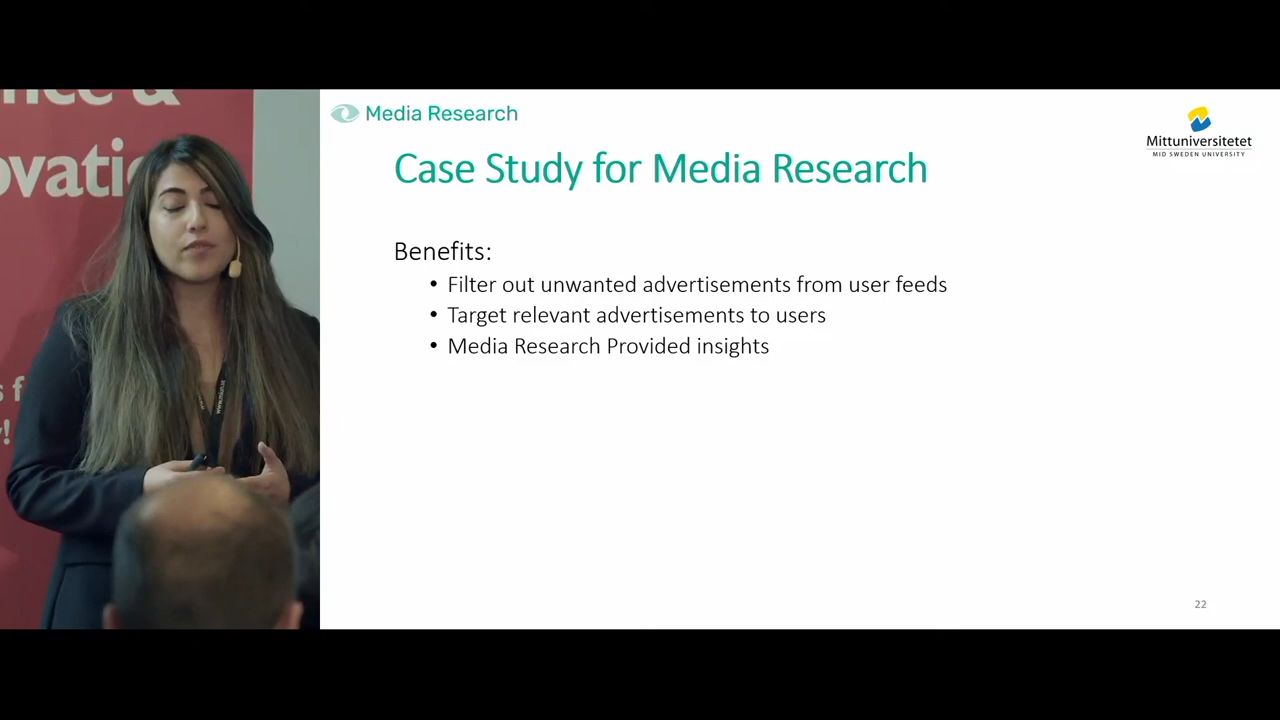 Media Research
Mittuniversitetet
MID SWEDEN UNIVERSITY
Case Study for Media Research
Benefits:
• Filter out unwanted advertisements from user feeds
• Target relevant advertisements to users
• Media Research Provided insights
22